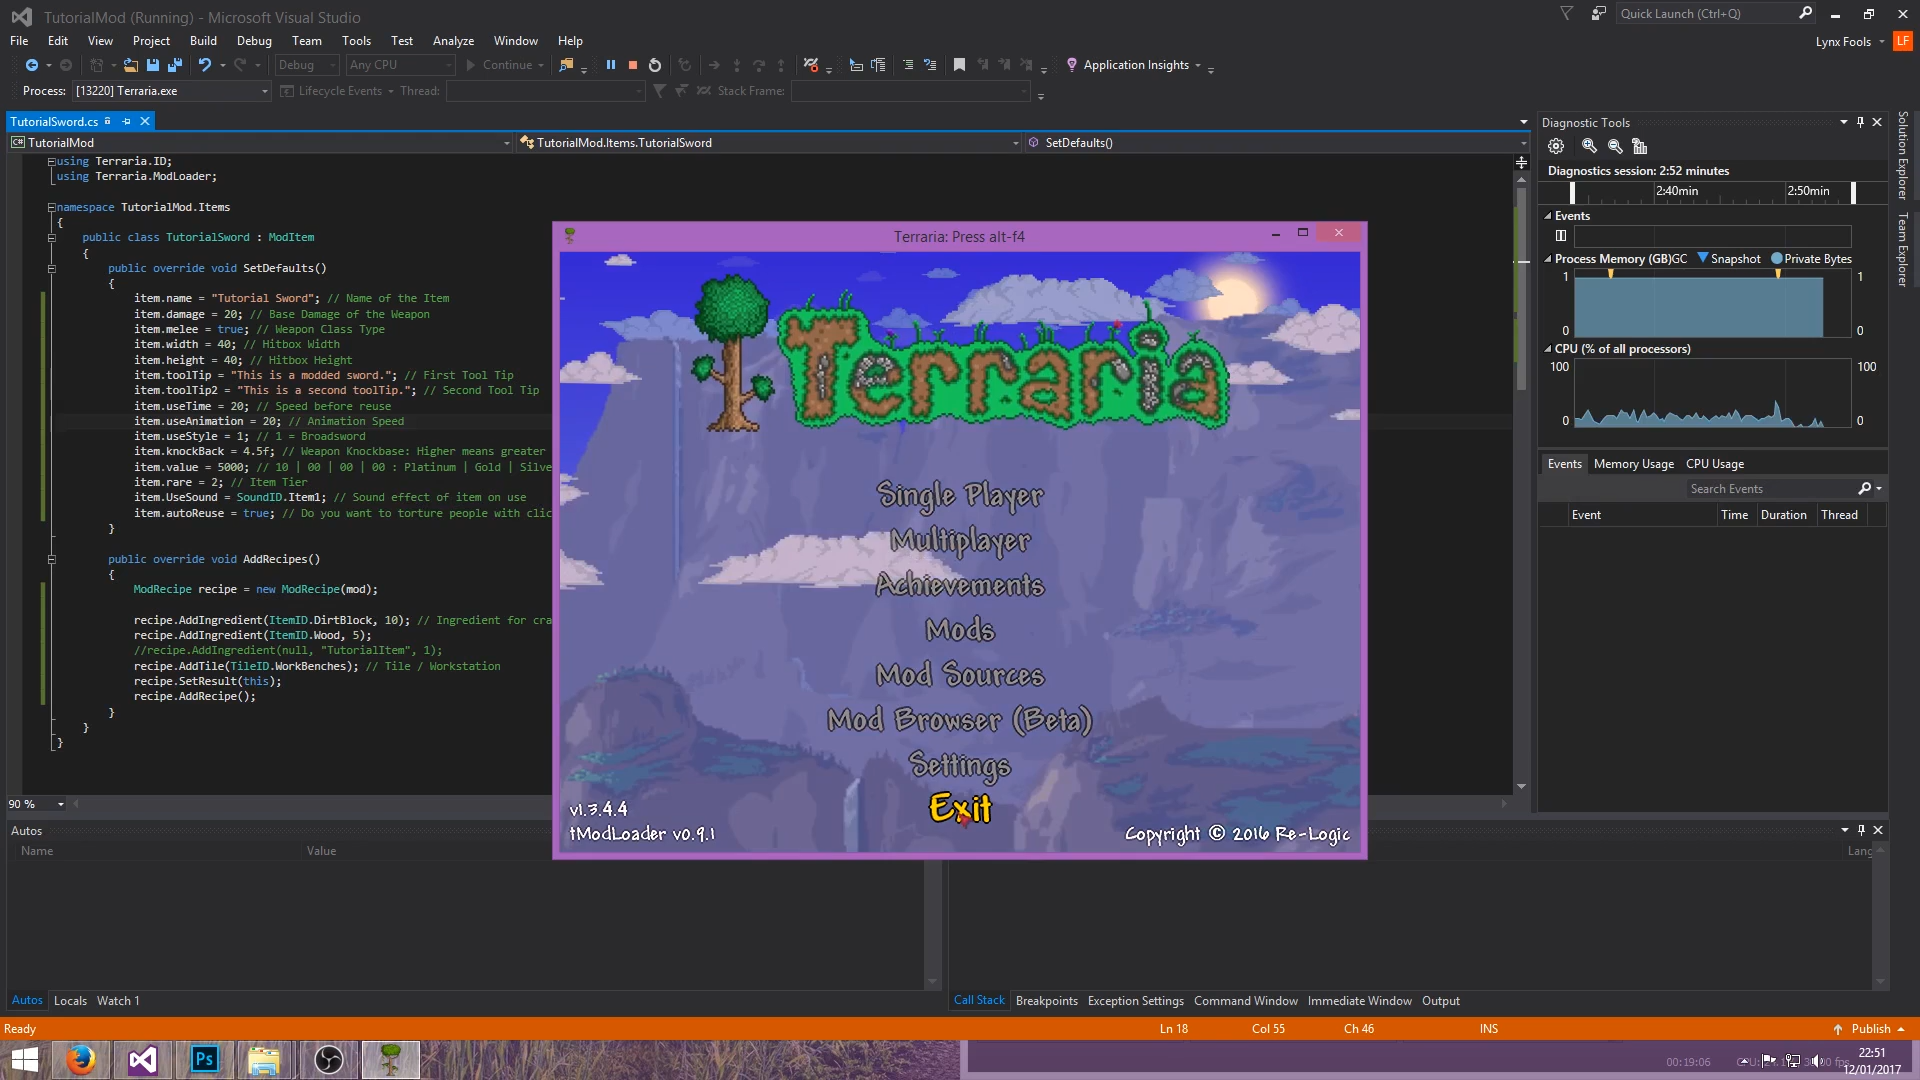 TutorialMod (Running) - Microsoft Visual Studio
Quick Launch (Ctrl+Q)
File Edit View Project Build Debug Team Tools Test Analyze Window Help
Lynx Fools LF
Debug Any CPU Continue Application Insights
Process: [13220] Terraria.exe Lifecycle Events Thread: Stack Frame:
TutorialSword.cs
TutorialMod TutorialMod.Items.TutorialSword SetDefaults()
using Terraria.ID;
using Terraria.ModLoader;
namespace TutorialMod.Items
{
public class TutorialSword : ModItem
{
public override void SetDefaults()
{
item.name = "Tutorial Sword"; // Name of the Item
item.damage = 20; // Base Damage of the Weapon
item.melee = true; // Weapon Class Type
item.width = 40; // Hitbox Width
item.height = 40; // Hitbox Height
item.toolTip = "This is a modded sword."; // First Tool Tip
item.toolTip2 = "This is a second toolTip."; // Second Tool Tip
item.useTime = 20; // Speed before reuse
item.useAnimation = 20; // Animation Speed
item.useStyle = 1; // 1 = Broadsword
item.knockBack = 4.5f; // Weapon Knockbase: Higher means greater
item.value = 5000; // 10 | 00 | 00 | 00 : Platinum | Gold | Silve
item.rare = 2; // Item Tier
item.UseSound = SoundID.Item1; // Sound effect of item on use
item.autoReuse = true; // Do you want to torture people with clic
}
public override void AddRecipes()
{
ModRecipe recipe = new ModRecipe(mod);
recipe.AddIngredient(ItemID.DirtBlock, 10); // Ingredient for cra
recipe.AddIngredient(ItemID.Wood, 5);
//recipe.AddIngredient(null, "TutorialItem", 1);
recipe.AddTile(TileID.WorkBenches); // Tile / Workstation
recipe.SetResult(this);
recipe.AddRecipe();
}
}
}
90 %
Terraria: Press alt-f4
Terraria
Single Player
Multiplayer
Achievements
Mods
Mod Sources
Mod Browser (Beta)
Settings
Exit
v1.3.4.4
tModLoader v0.9.1
Copyright © 2016 Re-Logic
Diagnostic Tools
Diagnostics session: 2:52 minutes
2:40min 2:50min
Events
Process Memory (GB) GC Snapshot Private Bytes
1 1
0 0
CPU (% of all processors)
100 100
0 0
Events Memory Usage CPU Usage
Search Events
Event Time Duration Thread
Solution Explorer
Team Explorer
Autos
Name Value
Lang
Autos Locals Watch 1
Call Stack Breakpoints Exception Settings Command Window Immediate Window Output
Ready Ln 18 Col 55 Ch 46 INS Publish
Ps
00:19:06
22:51
12/01/2017